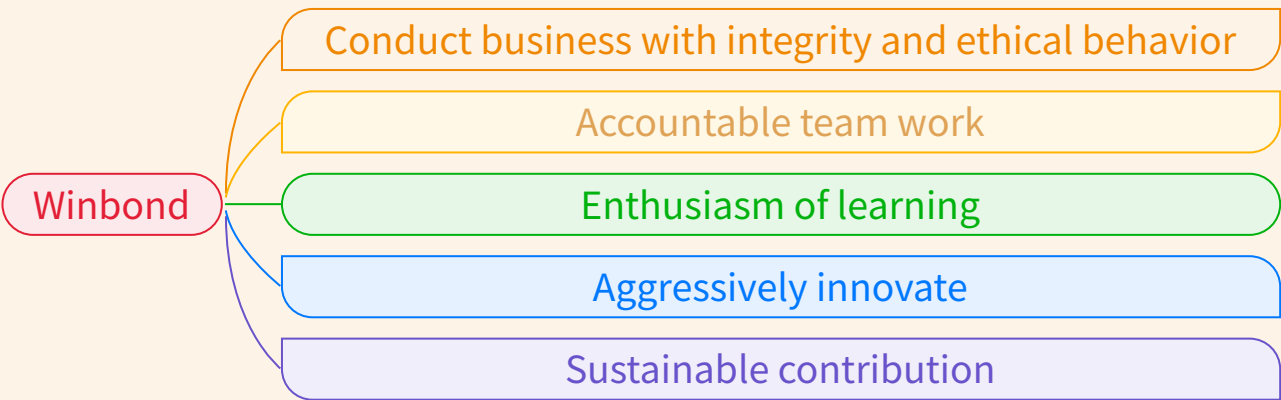 Winbond
Conduct business with integrity and ethical behavior
Accountable team work
Enthusiasm of learning
Aggressively innovate
Sustainable contribution